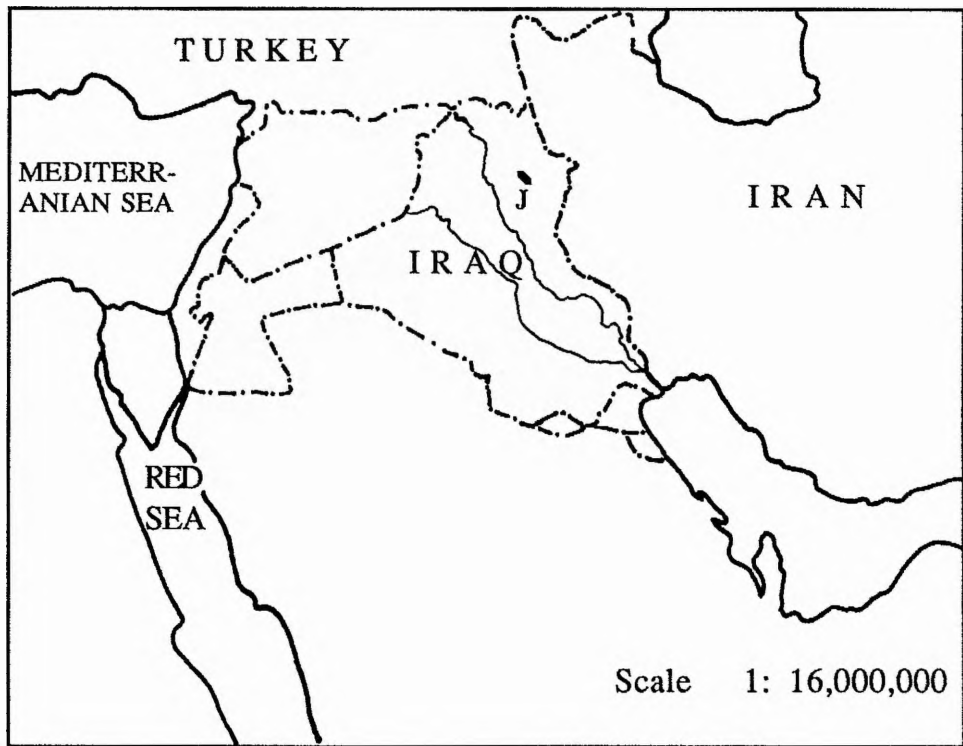 TURKEY
MEDITERR-
ANIAN SEA
IRAN
J
IRAQ
RED
SEA
Scale 1: 16,000,000